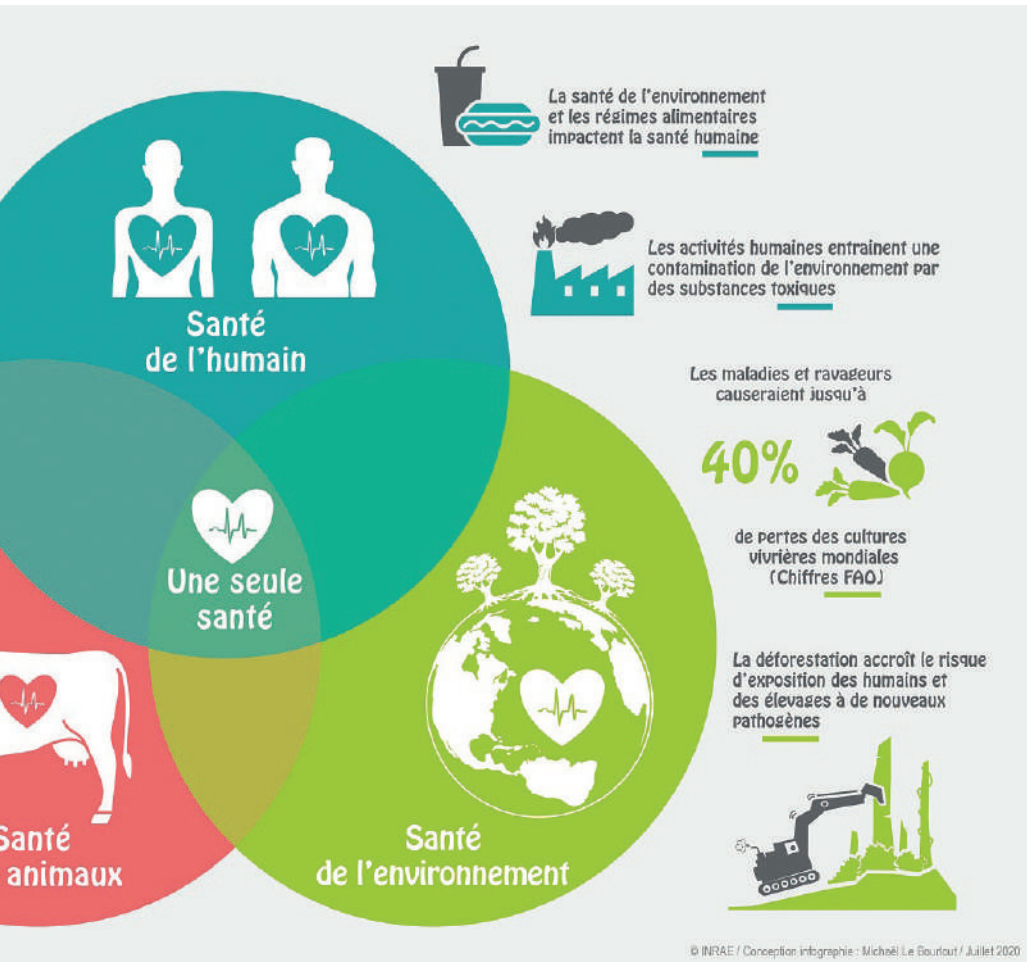 La santé de l'environnement
et les régimes alimentaires
impactent la santé humaine
Les activités humaines entrainent une
contamination de l'environnement par
des substances toxiques
Santé
de l'humain
Les maladies et ravageurs
causeraient jusqu'à
40%
de pertes des cultures
vivrières mondiales
(Chiffres FAO)
Une seule
santé
La déforestation accroît le risque
d'exposition des humains et
des élevages à de nouveaux
pathogènes
Santé
animaux
Santé
de l'environnement
© INRAE / Conception infographie : Michaël Le Bourlout / Juillet 2020